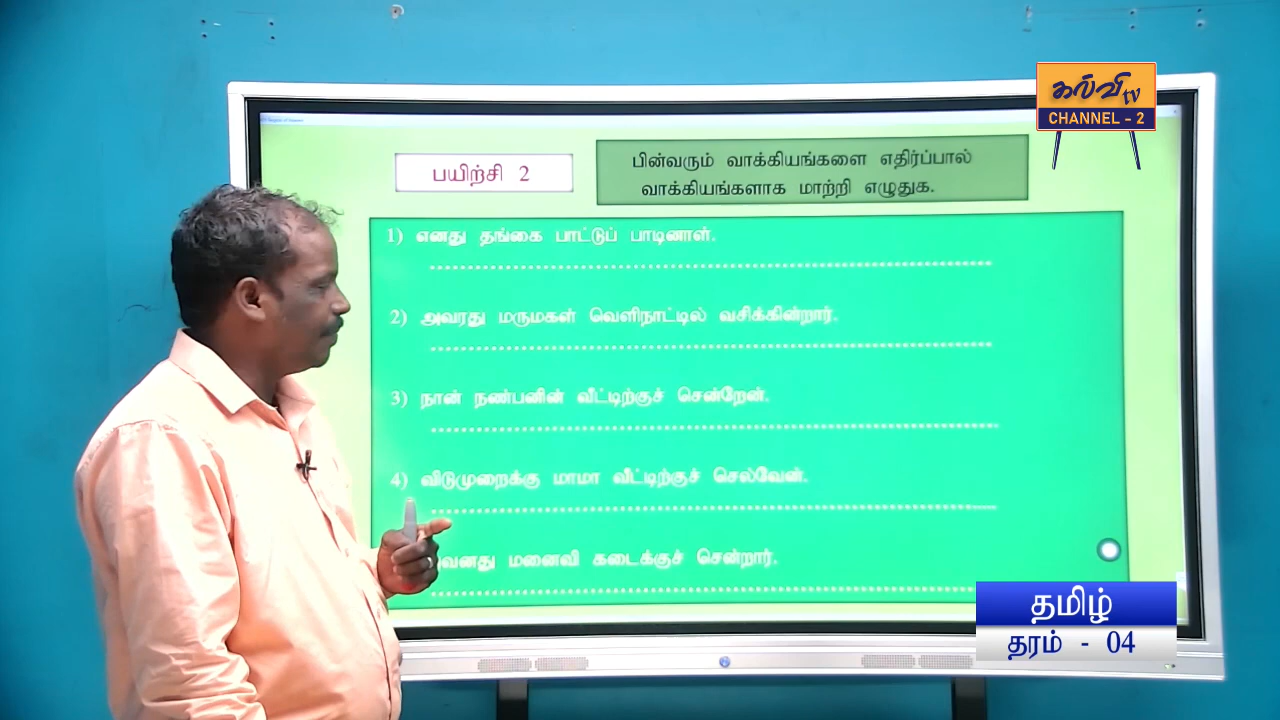 கல்வி tv
CHANNEL - 2
பயிற்சி 2
பின்வரும் வாக்கியங்களை எதிர்ப்பால்
வாக்கியங்களாக மாற்றி எழுதுக.
1) எனது தங்கை பாட்டுப் பாடினாள்.
2) அவரது மருமகள் வெளிநாட்டில் வசிக்கின்றார்.
3) நான் நண்பனின் வீட்டிற்குச் சென்றேன்.
4) விடுமுறைக்கு மாமா வீட்டிற்குச் செல்வேன்.
மனைவி கடைக்குச் சென்றார்.
தமிழ்
தரம் - 04